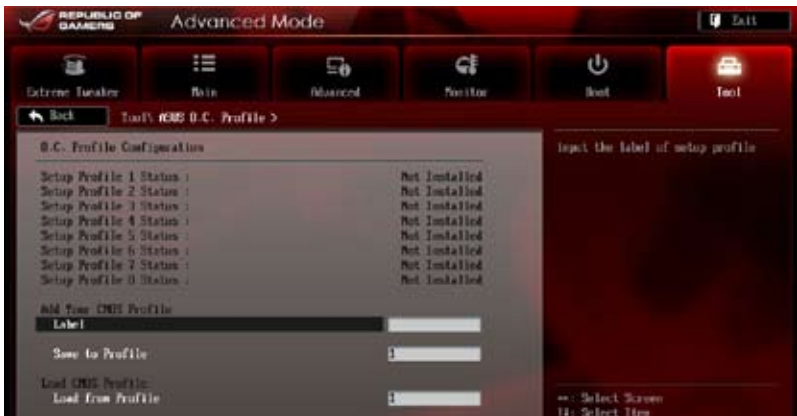 REPUBLIC OF GAMERS
Advanced Mode
Exit
Extreme Tweaker
Main
Advanced
Monitor
Boot
Tool
Back
Tool\ ASUS O.C. Profile >
O.C. Profile Configuration
Input the label of setup profile
Setup Profile 1 Status : Not Installed
Setup Profile 2 Status : Not Installed
Setup Profile 3 Status : Not Installed
Setup Profile 4 Status : Not Installed
Setup Profile 5 Status : Not Installed
Setup Profile 6 Status : Not Installed
Setup Profile 7 Status : Not Installed
Setup Profile 8 Status : Not Installed
Add Your CMOS Profile
Label
Save to Profile 1
Load CMOS Profile
Load from Profile 1
→←: Select Screen
↑↓: Select Item